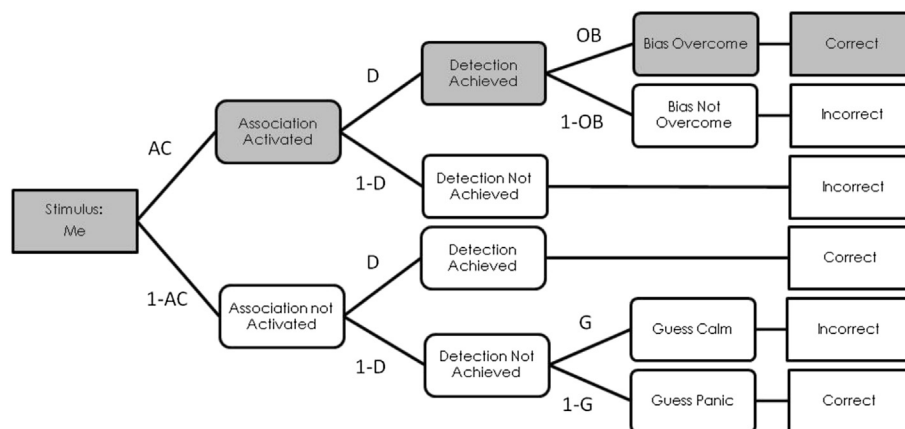 OB
Bias Overcome
Correct
Detection
Achieved
D
1-OB
Bias Not
Overcome
Incorrect
Association
Activated
AC
1-D
Detection Not
Achieved
Incorrect
Stimulus:
Me
D
Detection
Achieved
Correct
1-AC
Association not
Activated
G
Guess Calm
Incorrect
1-D
Detection Not
Achieved
1-G
Guess Panic
Correct